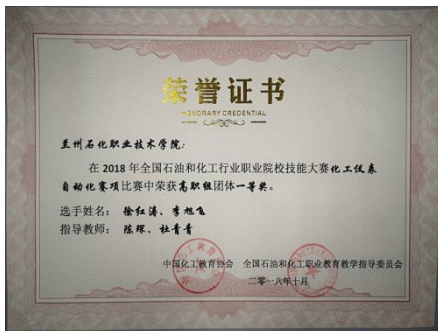 荣誉证书
HONORARY CREDENTIAL
兰州石化职业技术学院:
在 2018 年全国石油和化工行业职业院校技能大赛化工仪表
自动化赛项比赛中荣获高职组团体一等奖。
选手姓名: 徐红涛、李旭飞
指导教师: 陈琛、杜青青
中国化工教育协会 全国石油和化工职业教育教学指导委员会
二零一八年十月